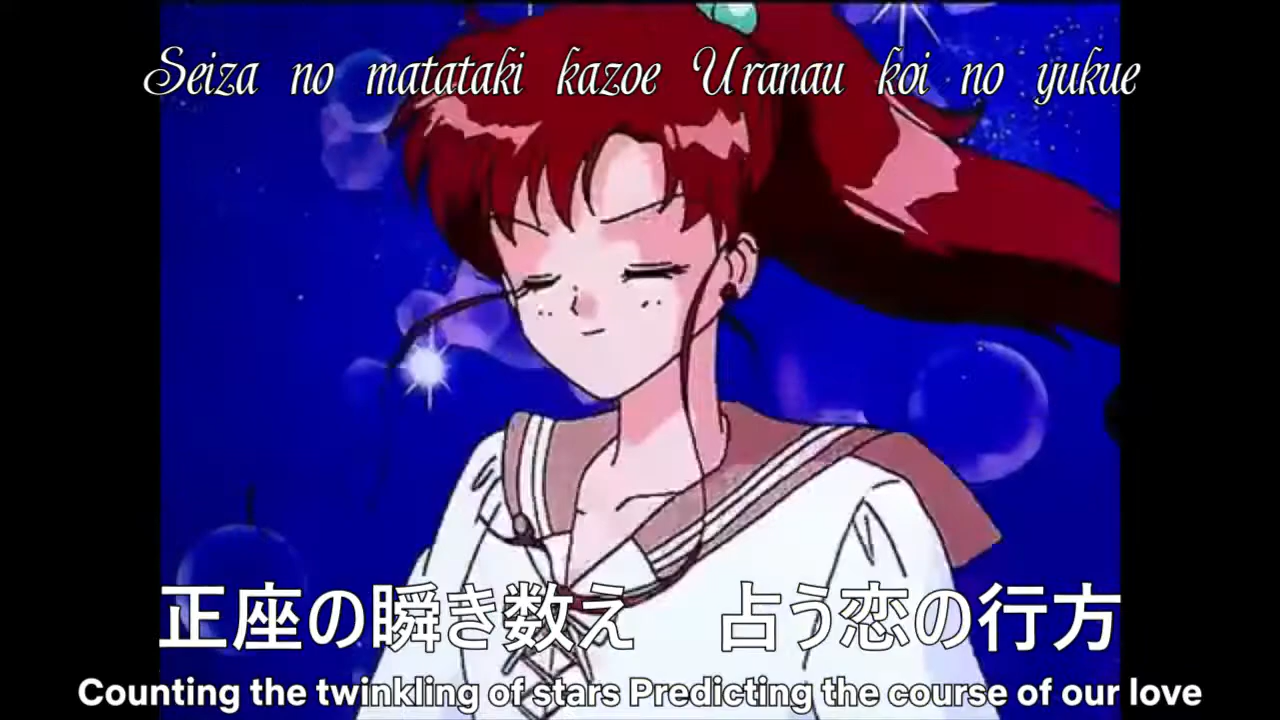 Seiza no matataki kazoe Uranau koi no yukue
正座の瞬き数え 占う恋の行方
Counting the twinkling of stars Predicting the course of our love